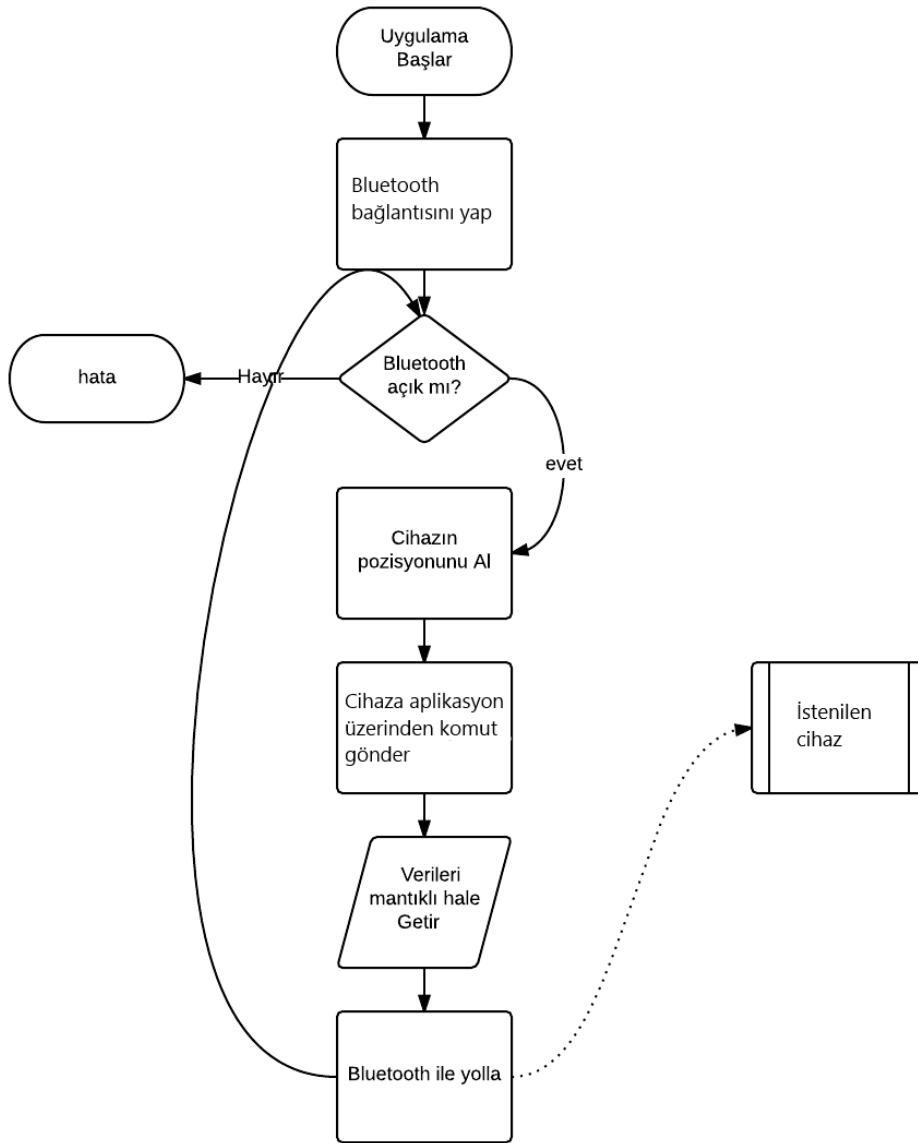 Uygulama
Başlar
Bluetooth
bağlantısını yap
Bluetooth
açık mı?
Hayır
hata
evet
Cihazın
pozisyonunu Al
Cihaza aplikasyon
üzerinden komut
gönder
İstenilen
cihaz
Verileri
mantıklı hale
Getir
Bluetooth ile yolla